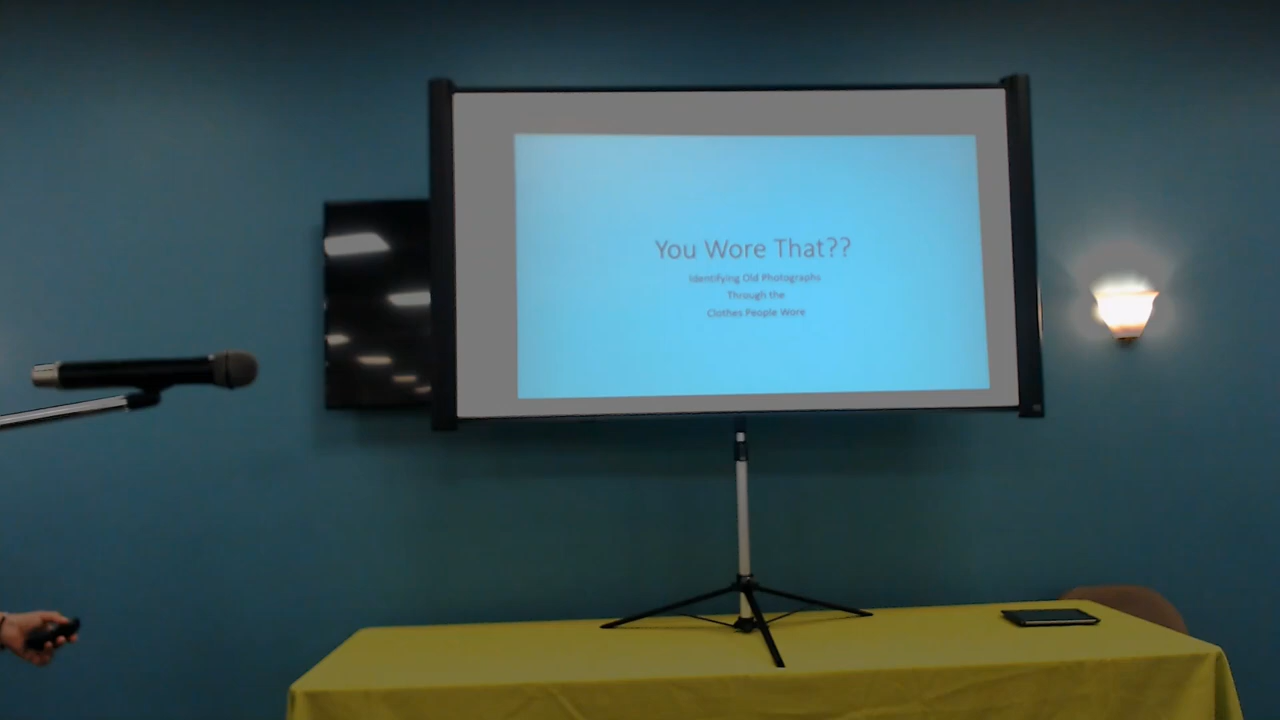 You Wore That??
Identifying Old Photographs
Through the
Clothes People Wore